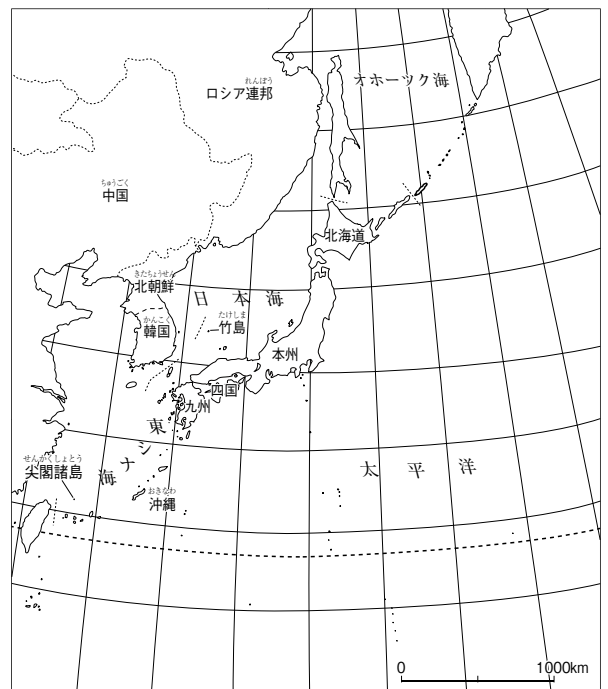 れんぽう
ロシア連邦
オホーツク海
ちゅうごく
中国
北海道
きたちょうせん
北朝鮮
日本海
かんこく
韓国
たけしま
竹島
本州
四国
九州
東シナ海
太平洋
せんかくしょとう
尖閣諸島
おきなわ
沖縄
0 1000km